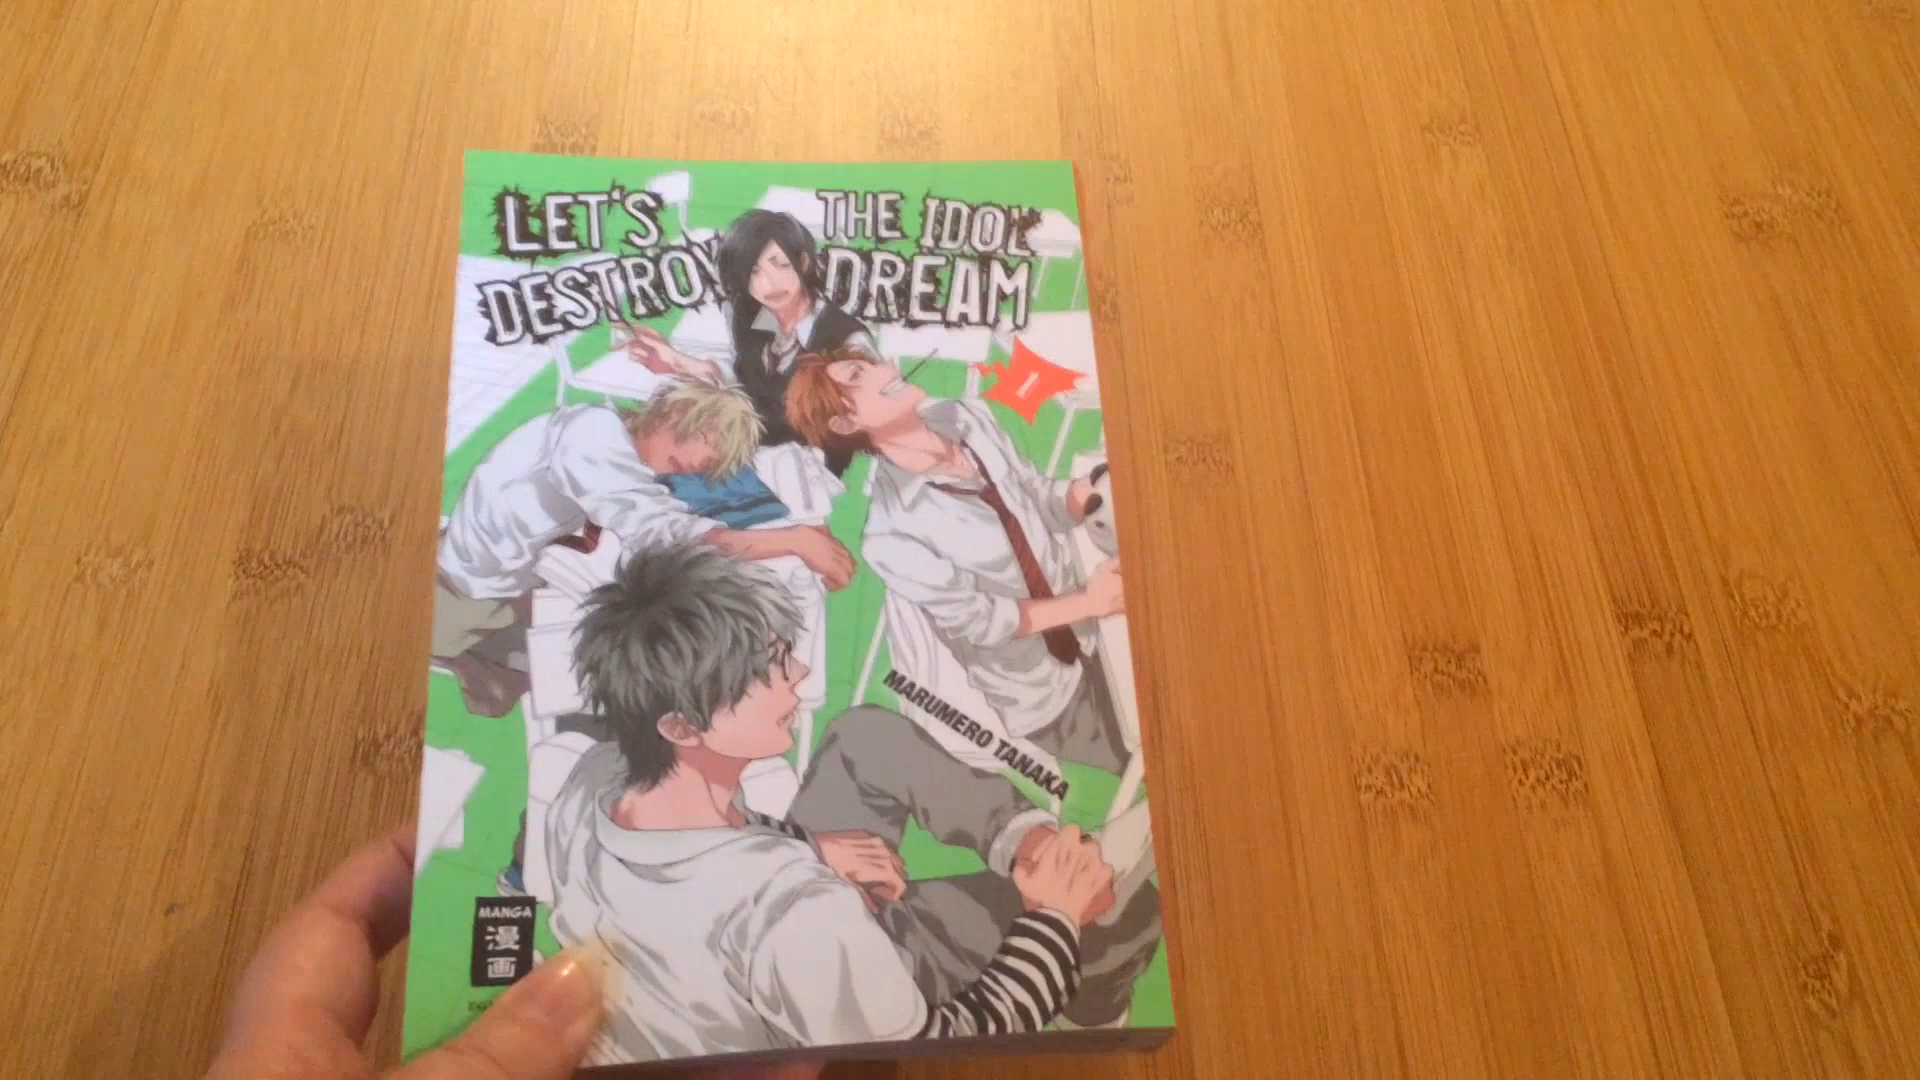 LET'S
DESTROY
THE IDOL
DREAM
1
MARUMERO TANAKA
MANGA
漫
画